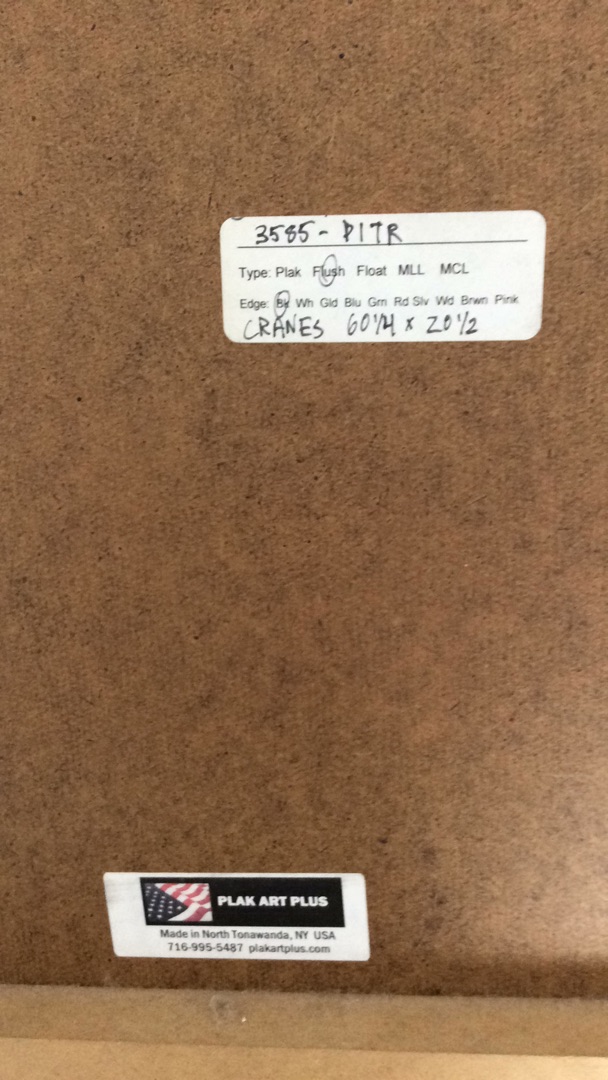 3585 - P17R
Type: Plak Flush Float MLL MCL
Edge: Bk Wh Gld Blu Grn Rd Slv Wd Brwn Pink
CRANES 60 1/4 x 20 1/2
PLAK ART PLUS
Made in North Tonawanda, NY USA
716-995-5487 plakartplus.com